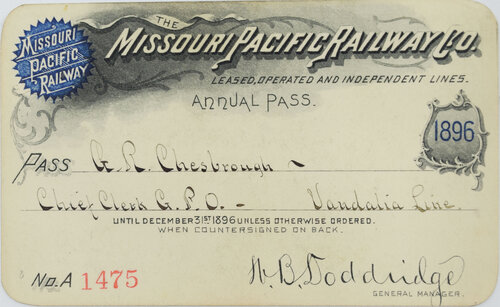 MISSOURI
PACIFIC
RAILWAY
THE
MISSOURI PACIFIC RAILWAY CO.
LEASED, OPERATED AND INDEPENDENT LINES.
ANNUAL PASS.
1896
PASS G. R. Chesbrough ~
Chief Clerk G. P. O. - Vandalia Line.
UNTIL DECEMBER 31ST 1896 UNLESS OTHERWISE ORDERED.
WHEN COUNTERSIGNED ON BACK.
No. A 1475
W. B. Doddridge
GENERAL MANAGER.